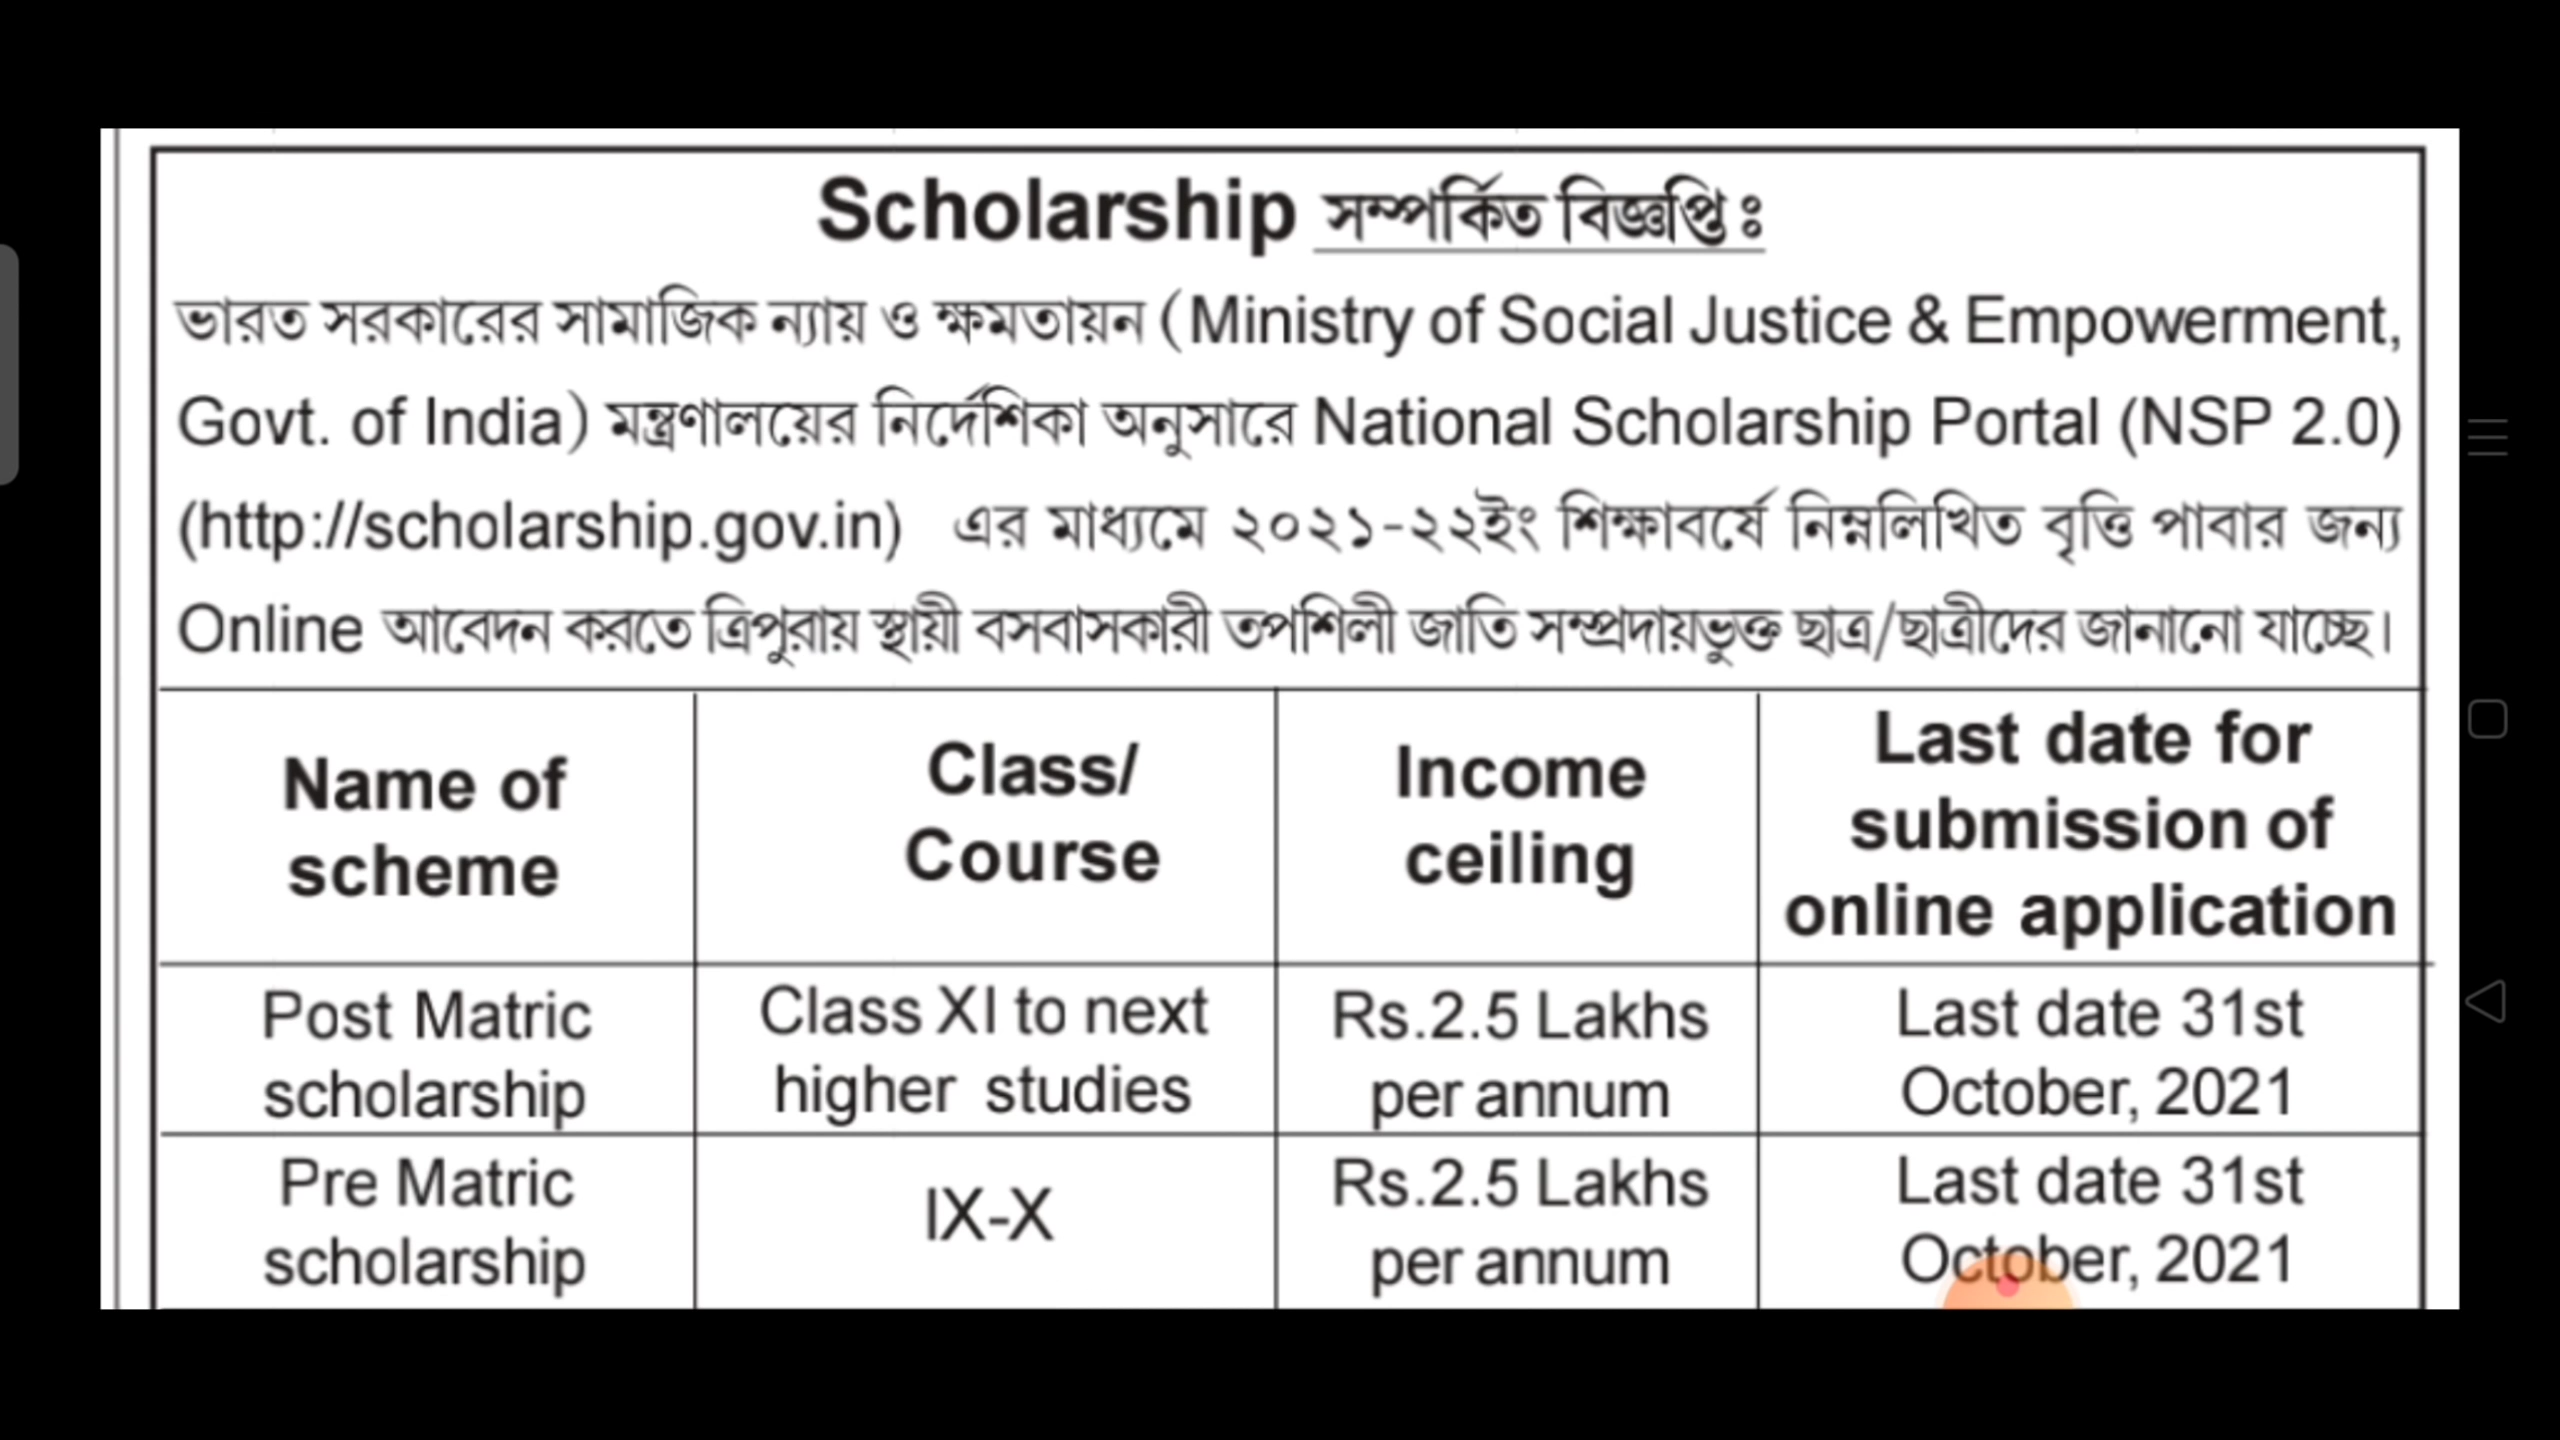 Scholarship সম্পর্কিত বিজ্ঞপ্তি ঃ
ভারত সরকারের সামাজিক ন্যায় ও ক্ষমতায়ন (Ministry of Social Justice & Empowerment,
Govt. of India) মন্ত্রণালয়ের নির্দেশিকা অনুসারে National Scholarship Portal (NSP 2.0)
(http://scholarship.gov.in) এর মাধ্যমে ২০২১-২২ইং শিক্ষাবর্ষে নিম্নলিখিত বৃত্তি পাবার জন্য
Online আবেদন করতে ত্রিপুরায় স্থায়ী বসবাসকারী তপশিলী জাতি সম্প্রদায়ভুক্ত ছাত্র/ছাত্রীদের জানানো যাচ্ছে।
Name of
scheme
Class/
Course
Income
ceiling
Last date for
submission of
online application
Post Matric
scholarship
Class XI to next
higher studies
Rs.2.5 Lakhs
per annum
Last date 31st
October, 2021
Pre Matric
scholarship
IX-X
Rs.2.5 Lakhs
per annum
Last date 31st
October, 2021